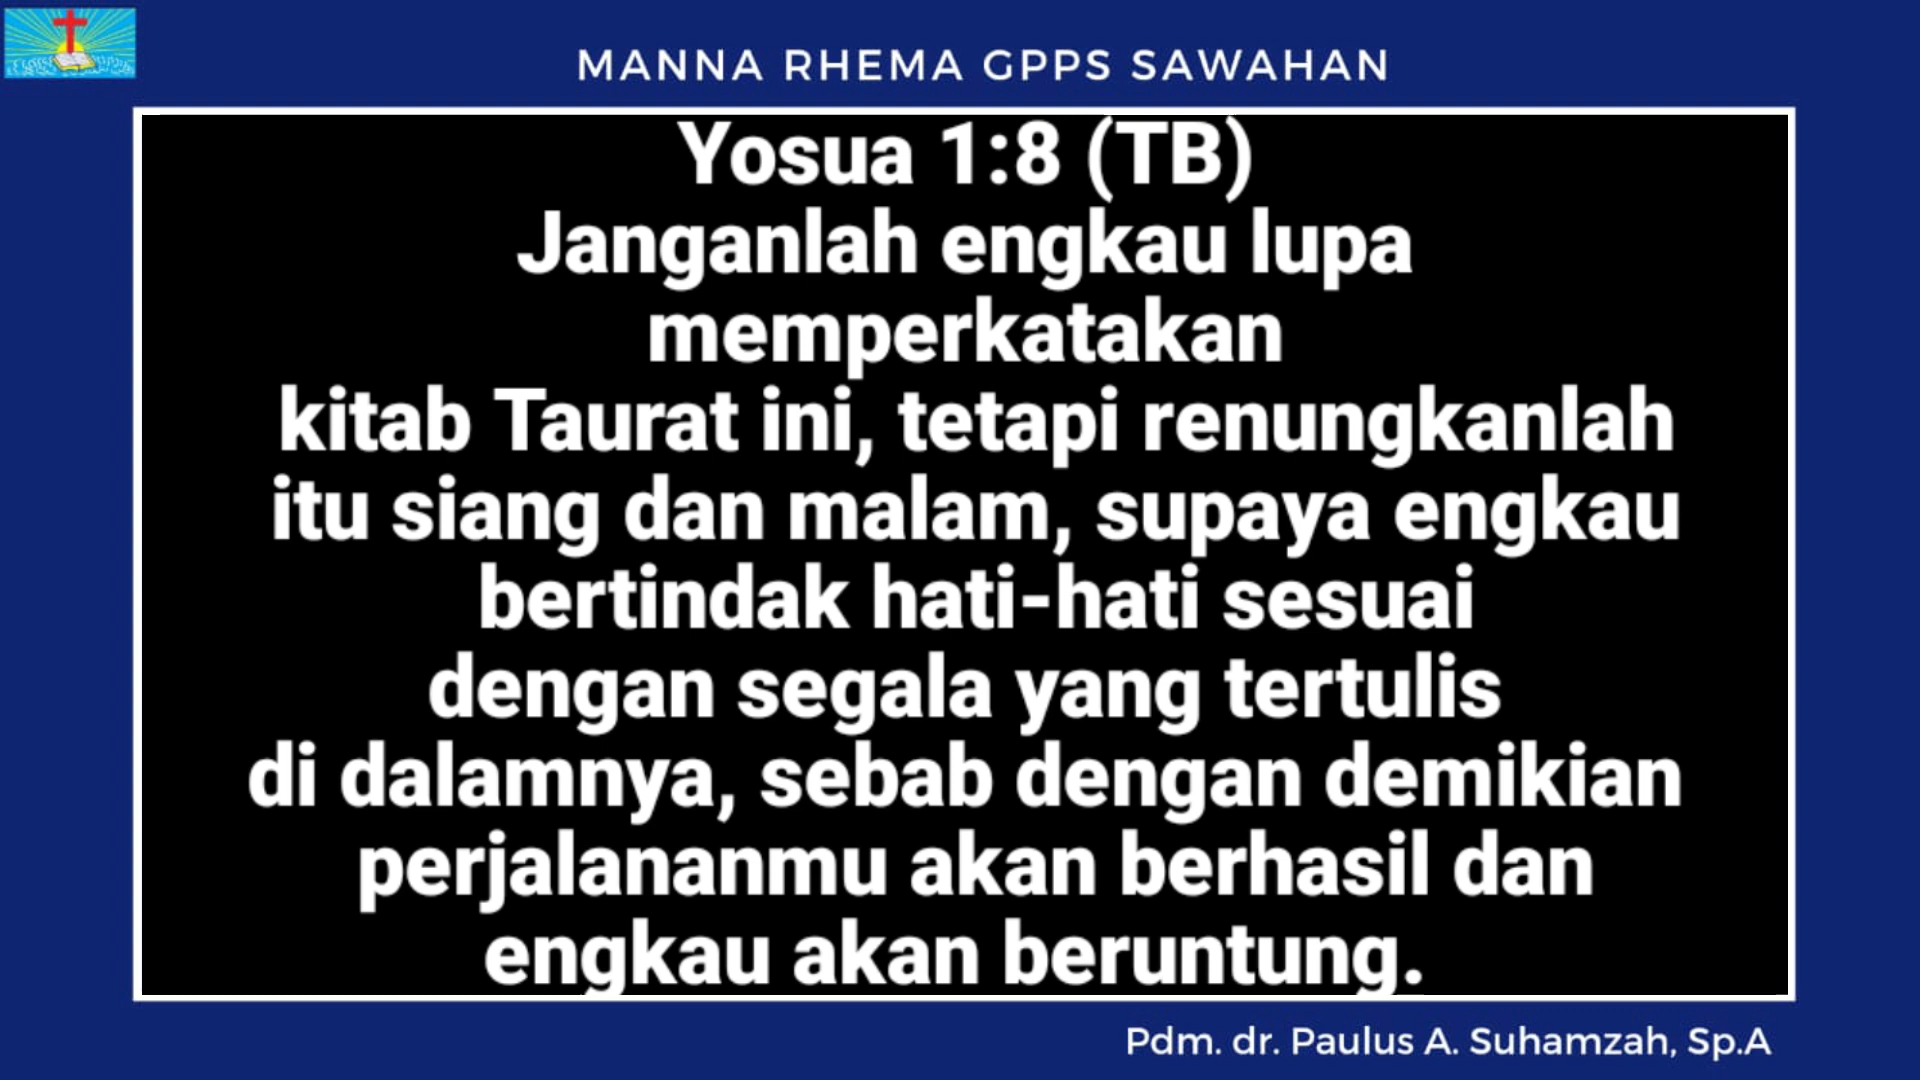 MANNA RHEMA GPPS SAWAHAN
Yosua 1:8 (TB)
Janganlah engkau lupa
memperkatakan
kitab Taurat ini, tetapi renungkanlah
itu siang dan malam, supaya engkau
bertindak hati-hati sesuai
dengan segala yang tertulis
di dalamnya, sebab dengan demikian
perjalananmu akan berhasil dan
engkau akan beruntung.
Pdm. dr. Paulus A. Suhamzah, Sp.A